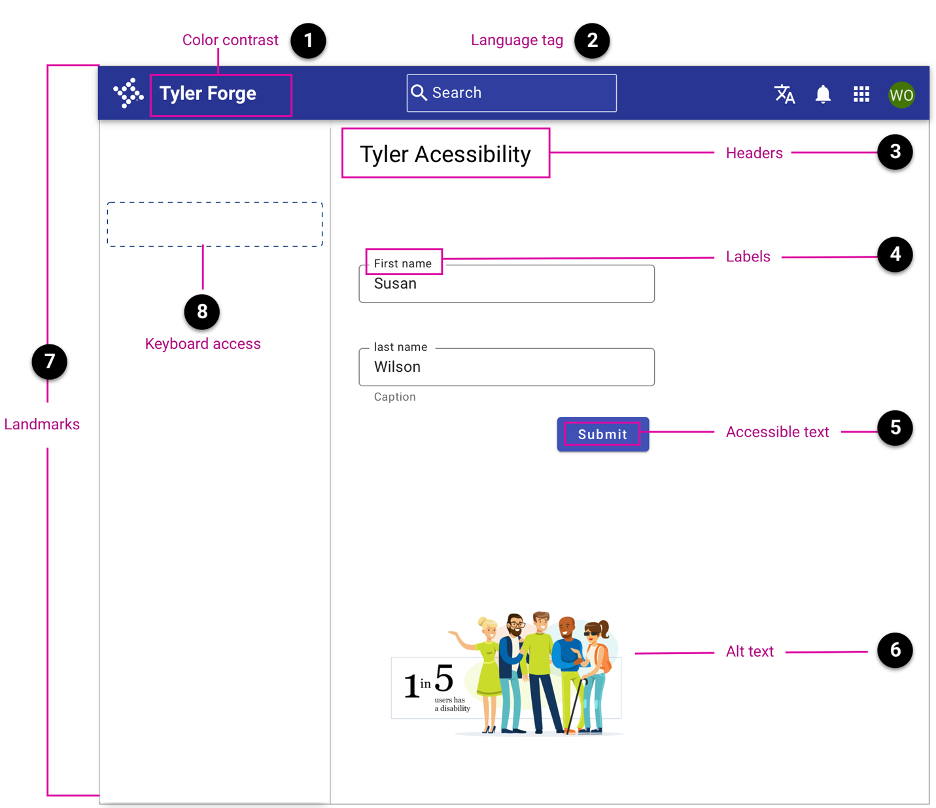 Color contrast 1
Language tag 2
Tyler Forge
Search
WO
Tyler Acessibility
Headers 3
First name
Labels 4
Susan
8
Keyboard access
last name
7
Wilson
Caption
Landmarks
Submit
Accessible text 5
Alt text 6
1 in 5
users has
a disability